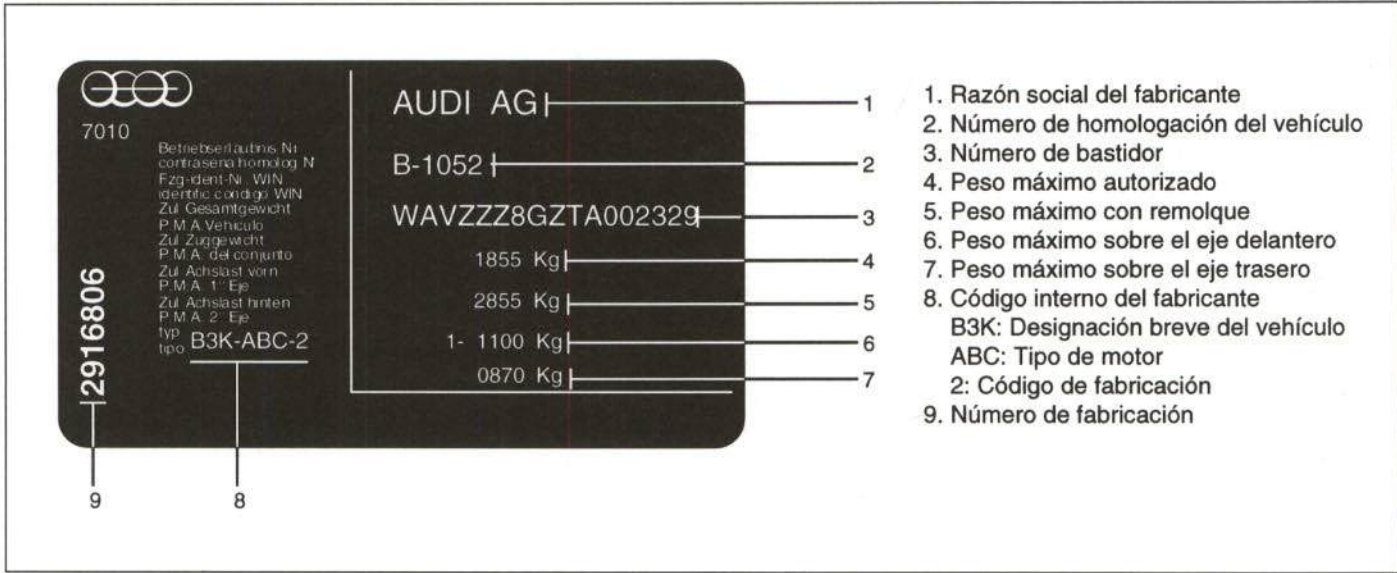 7010
Betriebserlaubnis Nr
contrasena homolog N
Fzg-ident-Nr. WIN
identific condigo WIN
Zul Gesamtgewicht
P.M.A.Vehiculo
Zul Zuggewicht
P.M.A. del conjunto
Zul Achslast vorn
P.M.A. 1 Eje
Zul Achslast hinten
P.M.A. 2 Eje
typ
tipo B3K-ABC-2
2916806
AUDI AG
B-1052
WAVZZZ8GZTA002329
1855 Kg
2855 Kg
1- 1100 Kg
0870 Kg
1
2
3
4
5
6
7
9
8
1. Razón social del fabricante
2. Número de homologación del vehículo
3. Número de bastidor
4. Peso máximo autorizado
5. Peso máximo con remolque
6. Peso máximo sobre el eje delantero
7. Peso máximo sobre el eje trasero
8. Código interno del fabricante
B3K: Designación breve del vehículo
ABC: Tipo de motor
2: Código de fabricación
9. Número de fabricación